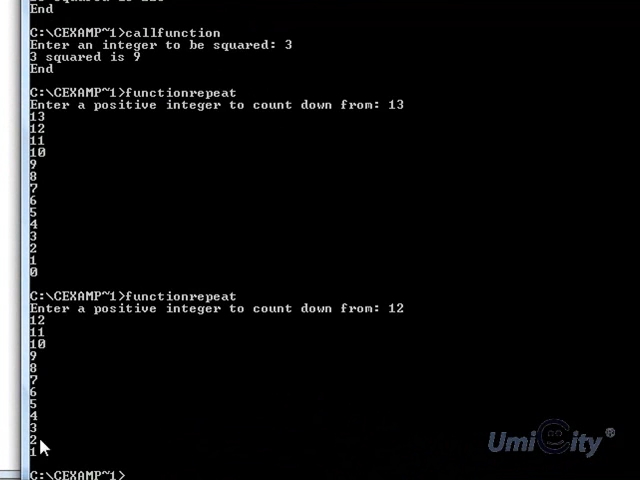 End
C:\CEXAMP~1>callfunction
Enter an integer to be squared: 3
3 squared is 9
End
C:\CEXAMP~1>functionrepeat
Enter a positive integer to count down from: 13
13
12
11
10
9
8
7
6
5
4
3
2
1
0
C:\CEXAMP~1>functionrepeat
Enter a positive integer to count down from: 12
12
11
10
9
8
7
6
5
4
3
2
1
C:\CEXAMP~1>
UmiCity®